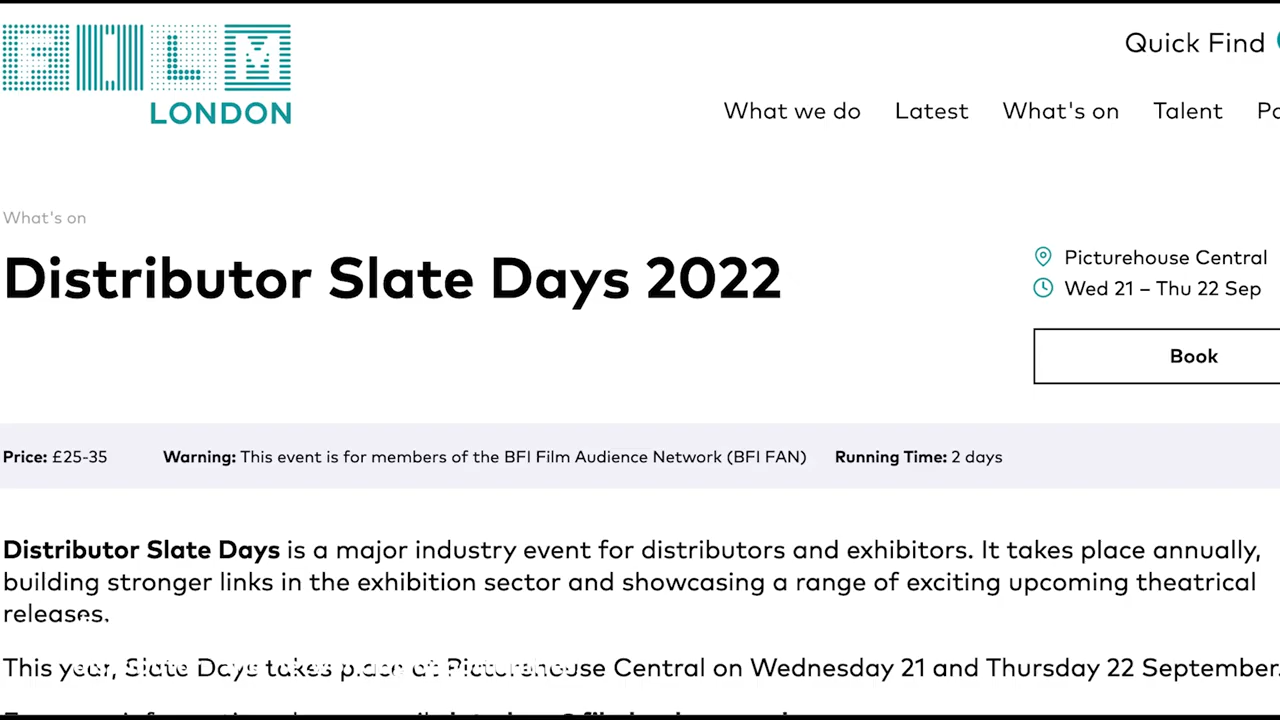 FILM
LONDON
Quick Find
What we do Latest What's on Talent
What's on
Distributor Slate Days 2022
Picturehouse Central
Wed 21 – Thu 22 Sep
Book
Price: £25-35 Warning: This event is for members of the BFI Film Audience Network (BFI FAN) Running Time: 2 days
Distributor Slate Days is a major industry event for distributors and exhibitors. It takes place annually,
building stronger links in the exhibition sector and showcasing a range of exciting upcoming theatrical
releases.
This year, Slate Days takes place at Picturehouse Central on Wednesday 21 and Thursday 22 September.